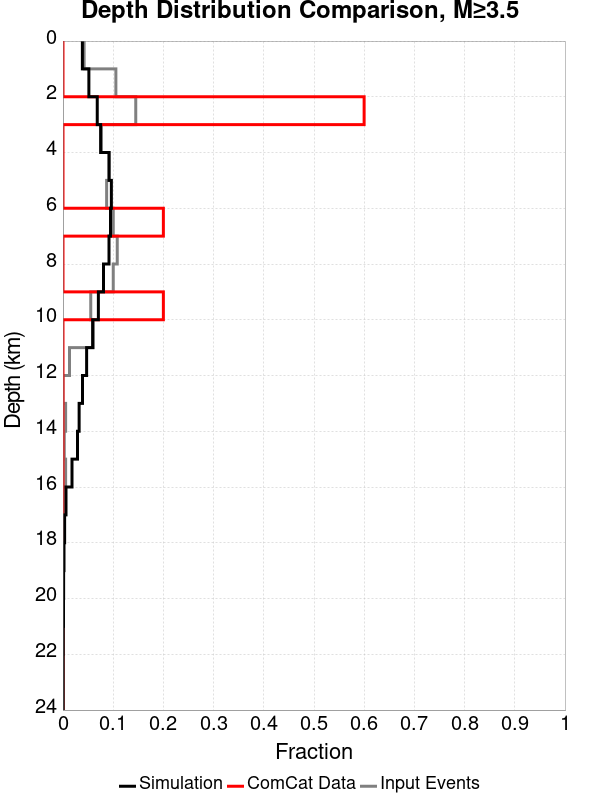 Depth Distribution Comparison, M≥3.5
0
2
4
6
8
10
12
14
16
18
20
22
24
Depth (km)
0 0.1 0.2 0.3 0.4 0.5 0.6 0.7 0.8 0.9 1
Fraction
Simulation ComCat Data Input Events